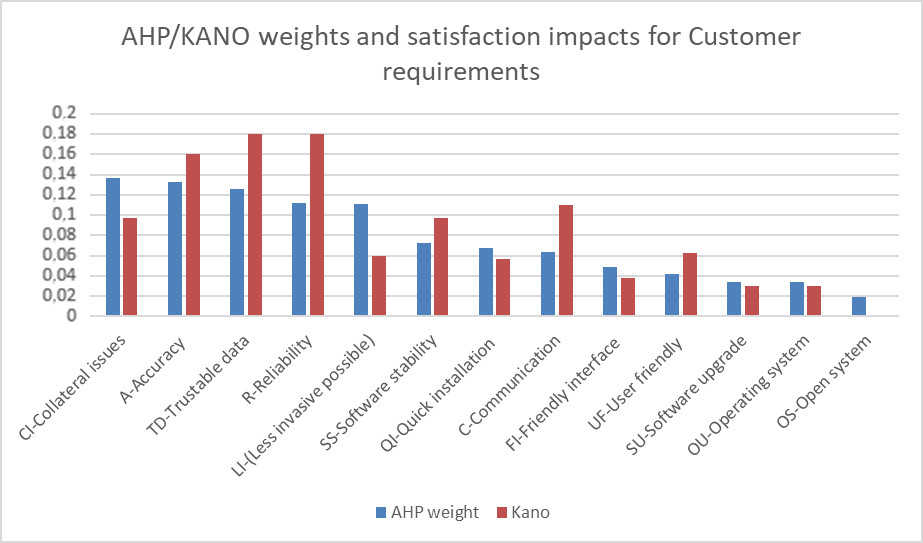 AHP/KANO weights and satisfaction impacts for Customer
requirements
0,2
0,18
0,16
0,14
0,12
0,1
0,08
0,06
0,04
0,02
0
CI-Collateral issues
A-Accuracy
TD-Trustable data
R-Reliability
LI-(Less invasive possible)
SS-Software stability
QI-Quick installation
C-Communication
FI-Friendly interface
UF-User friendly
SU-Software upgrade
OU-Operating system
OS-Open system
AHP weight
Kano